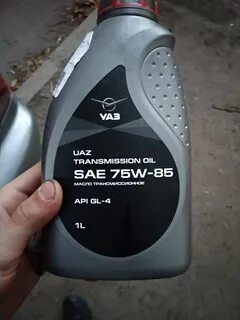 УАЗ
UAZ
TRANSMISSION OIL
SAE 75W-85
МАСЛО ТРАНСМИССИОННОЕ
API GL-4
1L